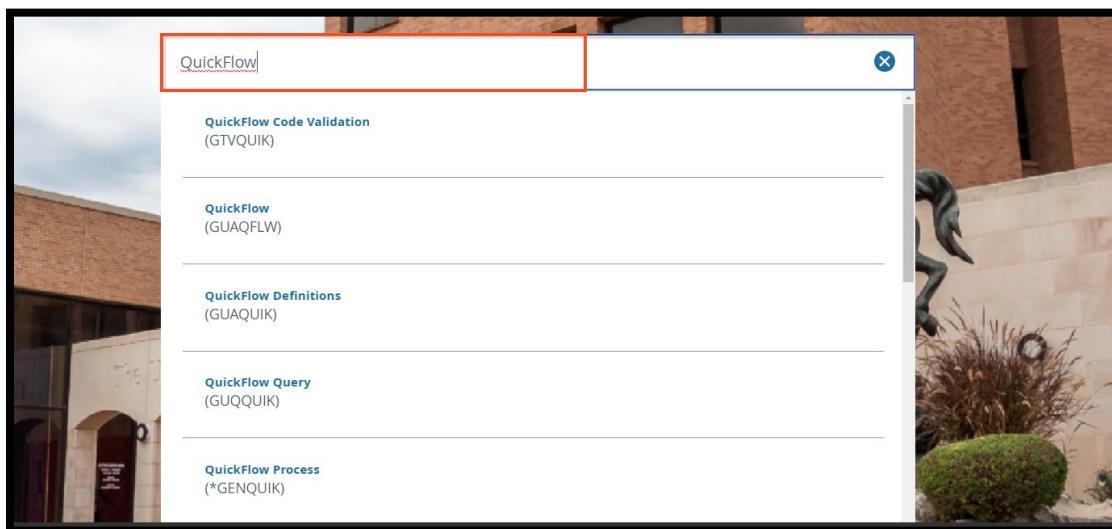 QuickFlow
QuickFlow Code Validation
(GTVQUIK)
QuickFlow
(GUAQFLW)
QuickFlow Definitions
(GUAQUIK)
QuickFlow Query
(GUQQUIK)
QuickFlow Process
(*GENQUIK)